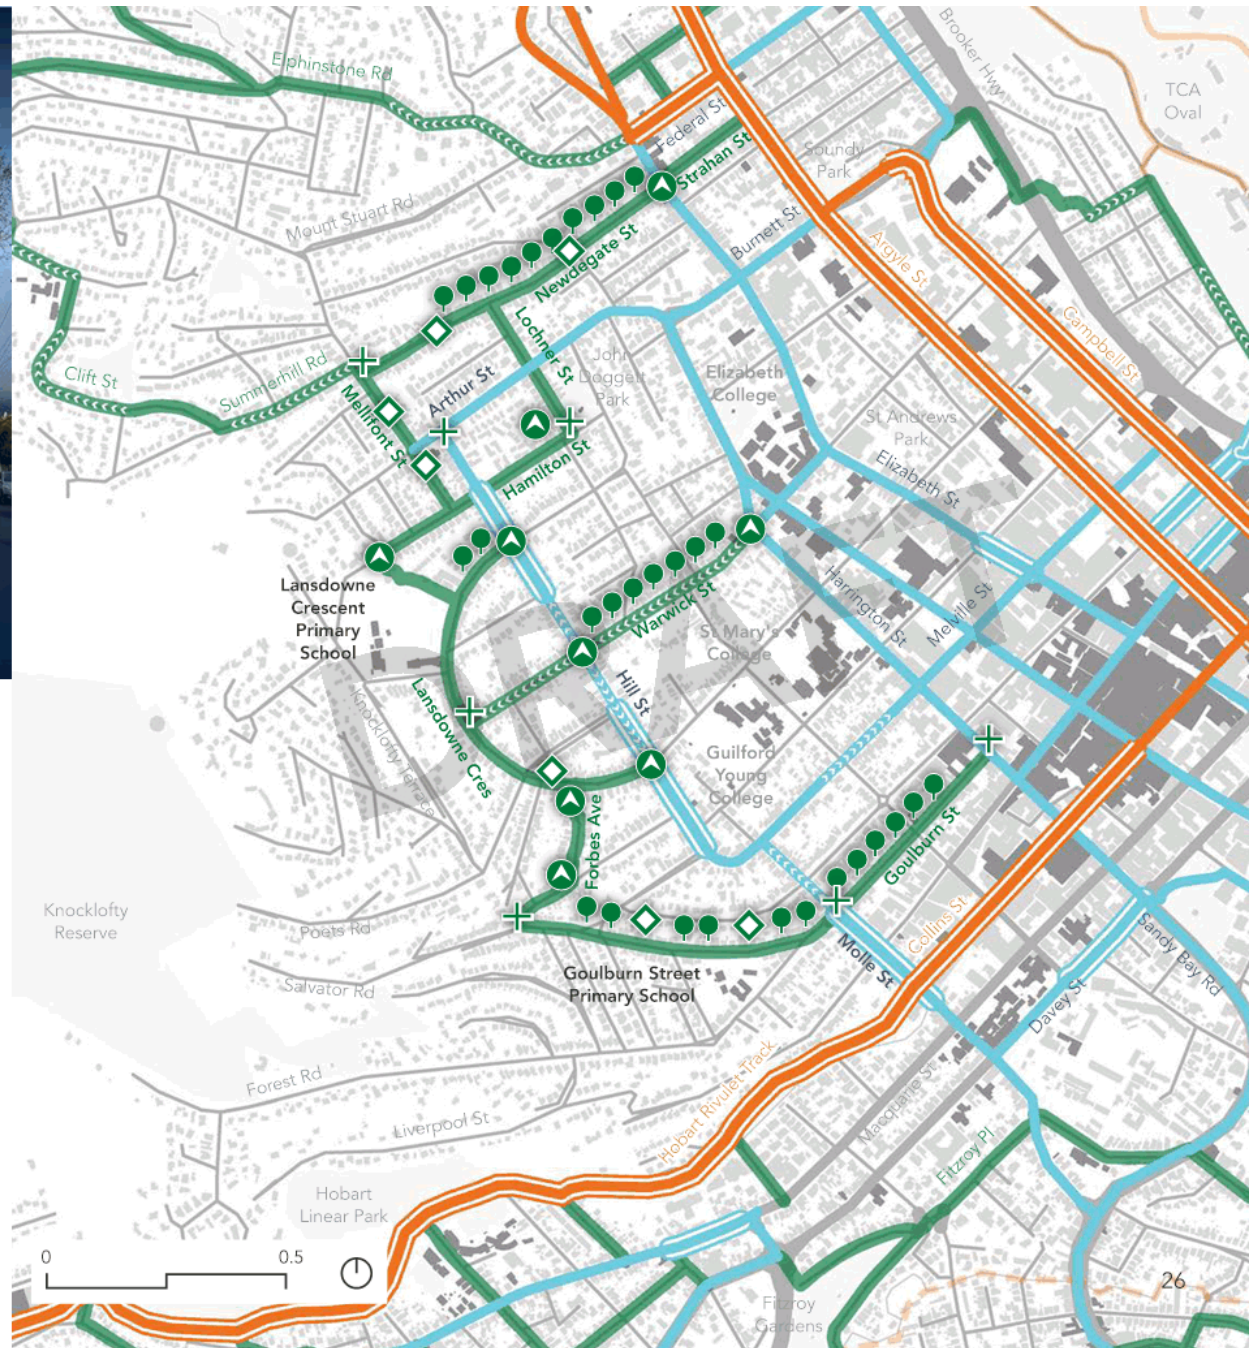 Elphinstone Rd
Brooker Hwy
TCA
Oval
Federal St
Strahan St
Soundy
Park
Mount Stuart Rd
Burnett St
Newdegate St
Argyle St
Campbell St
Lochner St
John
Doggett
Park
Clift St
Summerhill Rd
Mellifont St
Arthur St
Elizabeth
College
St Andrews
Park
Hamilton St
Elizabeth St
Lansdowne
Crescent
Primary
School
Warwick St
Harrington St
Melville St
St Mary's
College
DRAFT
Hill St
Knocklofty Terrace
Lansdowne Cres
Guilford
Young
College
Forbes Ave
Goulburn St
Knocklofty
Reserve
Poets Rd
Salvator Rd
Goulburn Street
Primary School
Molle St
Collins St
Sandy Bay Rd
Davey St
Forest Rd
Liverpool St
Hobart Rivulet Track
Macquarie St
Fitzroy Pl
Hobart
Linear Park
0 0.5
Fitzroy
Gardens
26